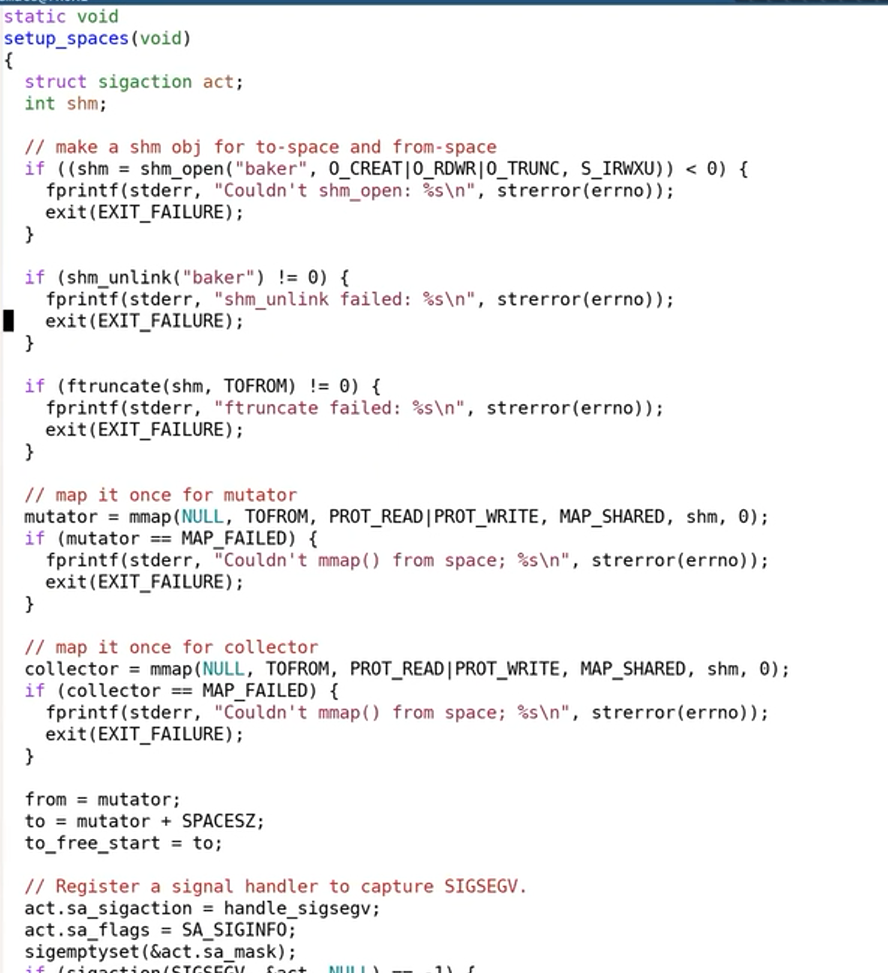 static void
setup_spaces(void)
{
  struct sigaction act;
  int shm;

  // make a shm obj for to-space and from-space
  if ((shm = shm_open("baker", O_CREAT|O_RDWR|O_TRUNC, S_IRWXU)) < 0) {
    fprintf(stderr, "Couldn't shm_open: %s\n", strerror(errno));
    exit(EXIT_FAILURE);
  }

  if (shm_unlink("baker") != 0) {
    fprintf(stderr, "shm_unlink failed: %s\n", strerror(errno));
    exit(EXIT_FAILURE);
  }

  if (ftruncate(shm, TOFROM) != 0) {
    fprintf(stderr, "ftruncate failed: %s\n", strerror(errno));
    exit(EXIT_FAILURE);
  }

  // map it once for mutator
  mutator = mmap(NULL, TOFROM, PROT_READ|PROT_WRITE, MAP_SHARED, shm, 0);
  if (mutator == MAP_FAILED) {
    fprintf(stderr, "Couldn't mmap() from space; %s\n", strerror(errno));
    exit(EXIT_FAILURE);
  }

  // map it once for collector
  collector = mmap(NULL, TOFROM, PROT_READ|PROT_WRITE, MAP_SHARED, shm, 0);
  if (collector == MAP_FAILED) {
    fprintf(stderr, "Couldn't mmap() from space; %s\n", strerror(errno));
    exit(EXIT_FAILURE);
  }

  from = mutator;
  to = mutator + SPACESZ;
  to_free_start = to;

  // Register a signal handler to capture SIGSEGV.
  act.sa_sigaction = handle_sigsegv;
  act.sa_flags = SA_SIGINFO;
  sigemptyset(&act.sa_mask);
  if (sigaction(SIGSEGV, &act, NULL) == -1) {